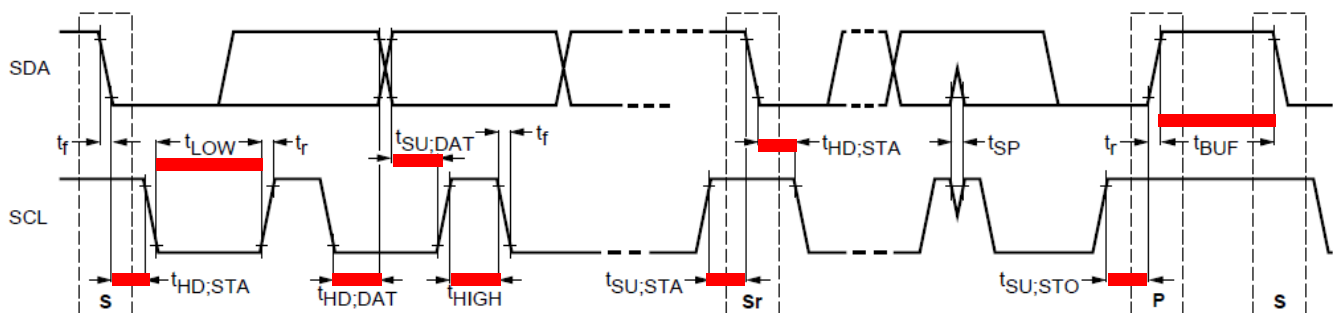 SDA
tf
tLOW
tr
tSU;DAT
tf
tHD;STA
tSP
tr
tBUF
SCL
S
tHD;STA
tHD;DAT
tHIGH
tSU;STA
Sr
tSU;STO
P
S